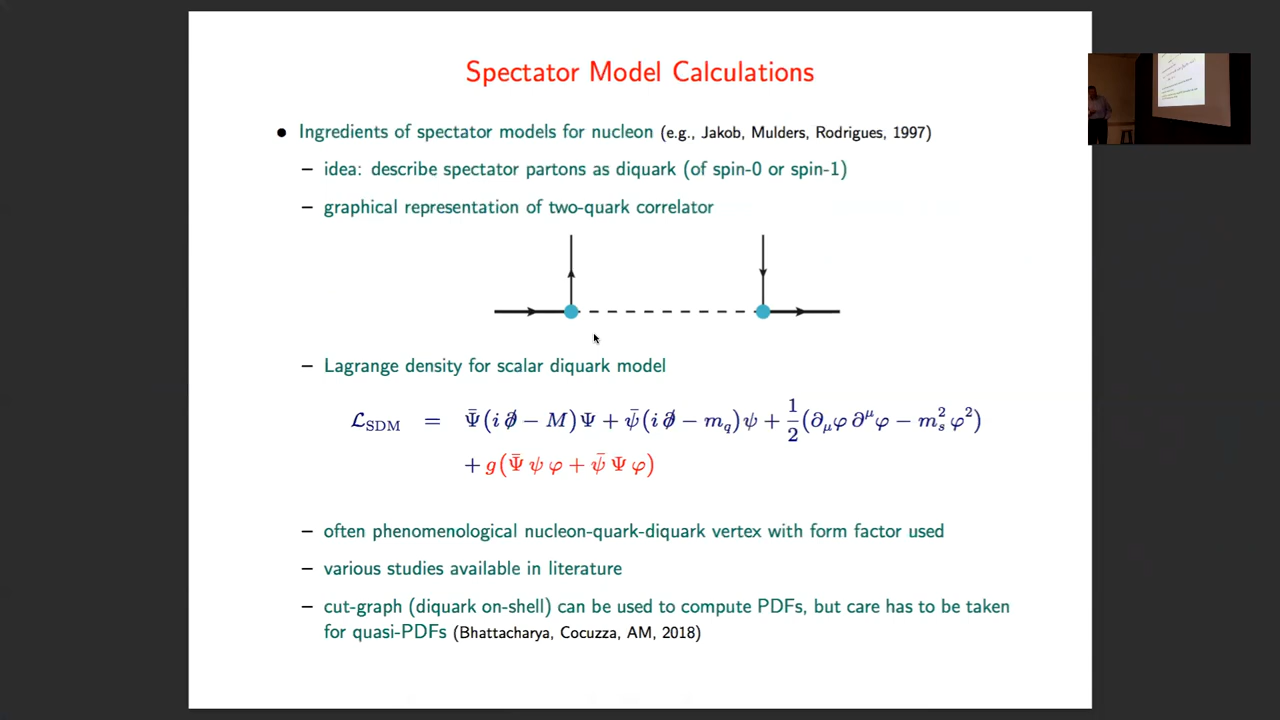 Spectator Model Calculations
● Ingredients of spectator models for nucleon (e.g., Jakob, Mulders, Rodrigues, 1997)
– idea: describe spectator partons as diquark (of spin-0 or spin-1)
– graphical representation of two-quark correlator
– Lagrange density for scalar diquark model
ℒ_SDM = Ψ̄(i∂̸ − M)Ψ + ψ̄(i∂̸ − m_q)ψ + 1/2(∂_μφ ∂^μφ − m_s^2 φ^2)
+ g(Ψ̄ ψ φ + ψ̄ Ψ φ)
– often phenomenological nucleon-quark-diquark vertex with form factor used
– various studies available in literature
– cut-graph (diquark on-shell) can be used to compute PDFs, but care has to be taken
for quasi-PDFs (Bhattacharya, Cocuzza, AM, 2018)